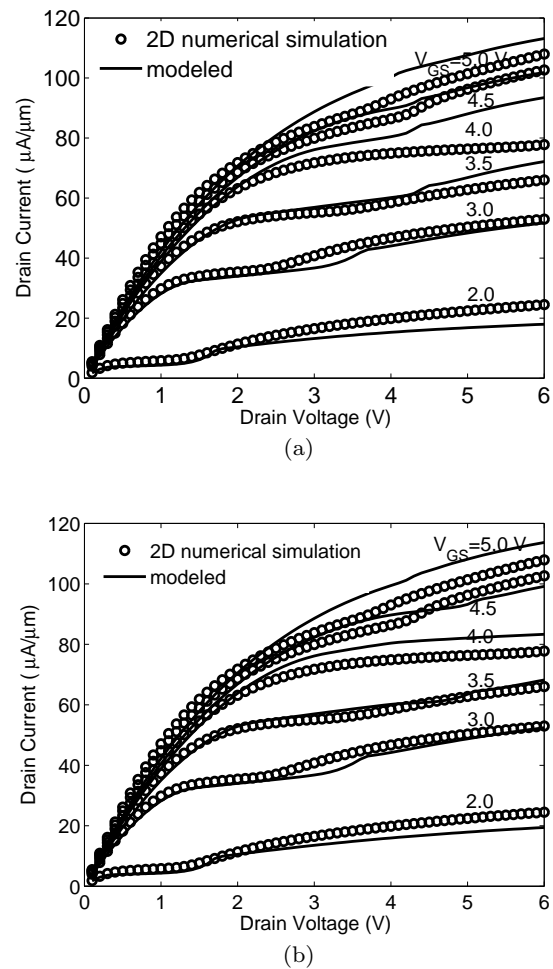 120
100
80
60
40
20
0
Drain Current ( μA/μm)
2D numerical simulation
modeled
V_GS=5.0 V
4.5
4.0
3.5
3.0
2.0
0 1 2 3 4 5 6
Drain Voltage (V)
(a)
120
100
80
60
40
20
0
Drain Current ( μA/μm)
2D numerical simulation
modeled
V_GS=5.0 V
4.5
4.0
3.5
3.0
2.0
0 1 2 3 4 5 6
Drain Voltage (V)
(b)